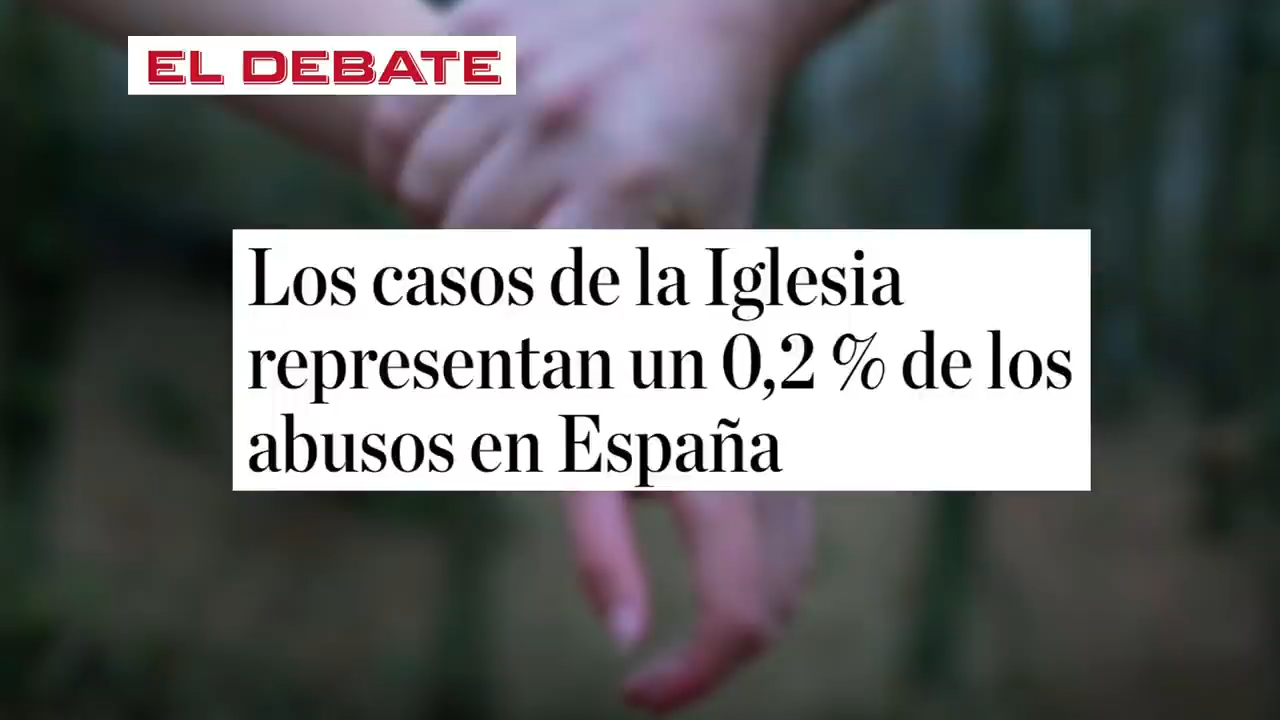 EL DEBATE
Los casos de la Iglesia
representan un 0,2 % de los
abusos en España